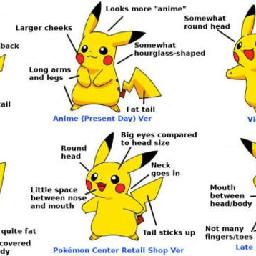 Looks more "anime"
Somewhat
round head
Larger cheeks
back
Somewhat
hourglass-shaped
Long arms
and legs
tail
Fat tail
Anime (Present Day) Ver
Big eyes compared
to head size
Round
head
Neck
goes in
Little space
between nose
and mouth
Mouth
between
head/body
quite fat
Tail sticks up
Not many
fingers/toes
covered
Pokémon Center Retail Shop Ver
Late